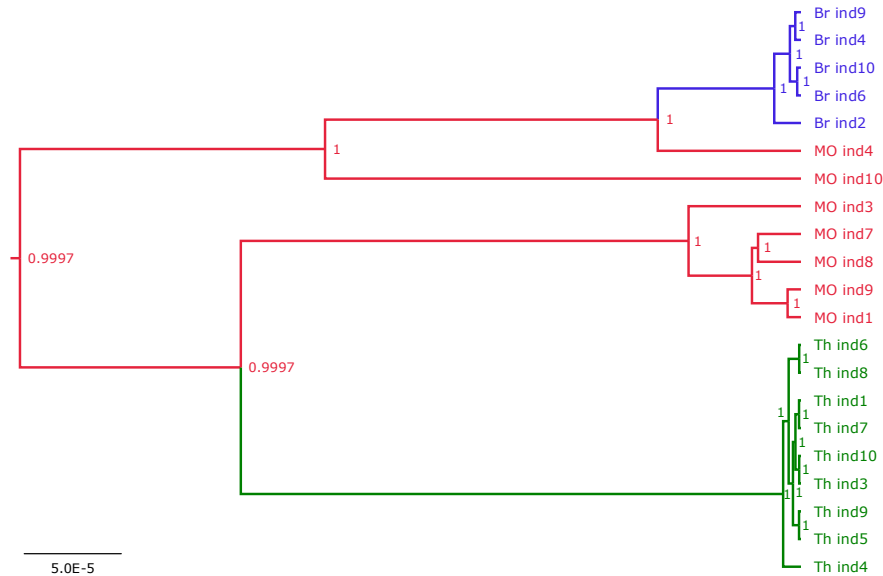 Br ind9
1
Br ind4
1
Br ind10
1
1
Br ind6
Br ind2
1
MO ind4
1
MO ind10
MO ind3
MO ind7
1
1
0.9997
MO ind8
1
MO ind9
1
MO ind1
Th ind6
1
0.9997
Th ind8
Th ind1
1
1
Th ind7
1
Th ind10
1
Th ind3
1
1
Th ind9
1
Th ind5
Th ind4
5.0E-5